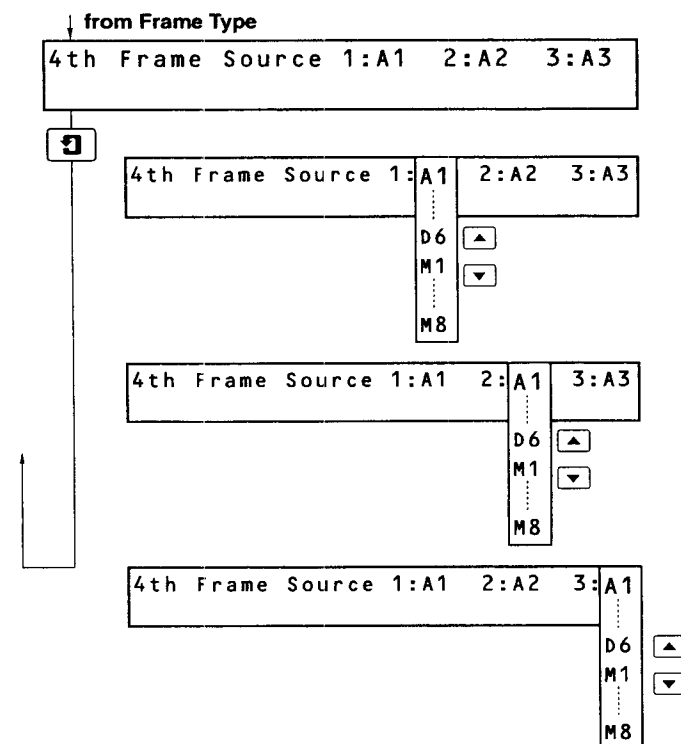 from Frame Type
4th Frame Source 1:A1 2:A2 3:A3
4th Frame Source 1:A1 2:A2 3:A3
D6
M1
M8
4th Frame Source 1:A1 2:A1 3:A3
D6
M1
M8
4th Frame Source 1:A1 2:A2 3:A1
D6
M1
M8